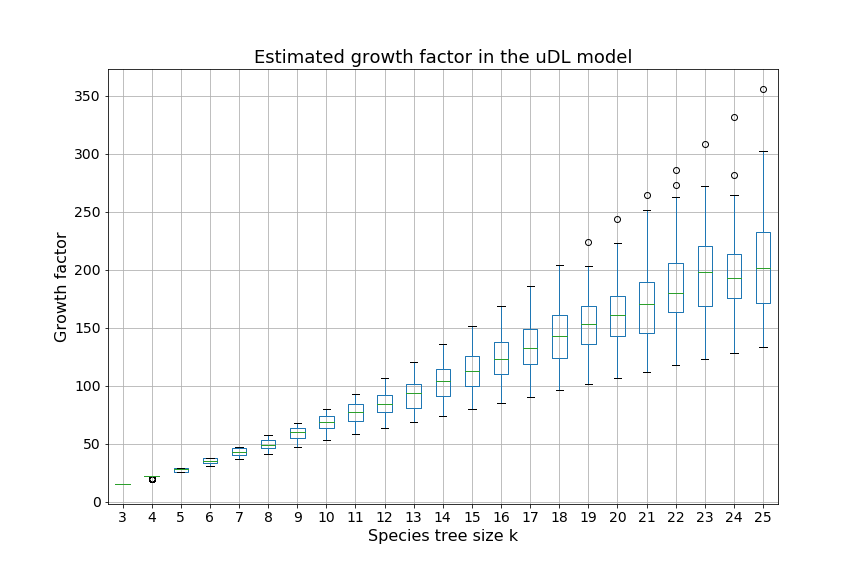 Estimated growth factor in the uDL model
350
300
250
200
150
100
50
0
Growth factor
3 4 5 6 7 8 9 10 11 12 13 14 15 16 17 18 19 20 21 22 23 24 25
Species tree size k